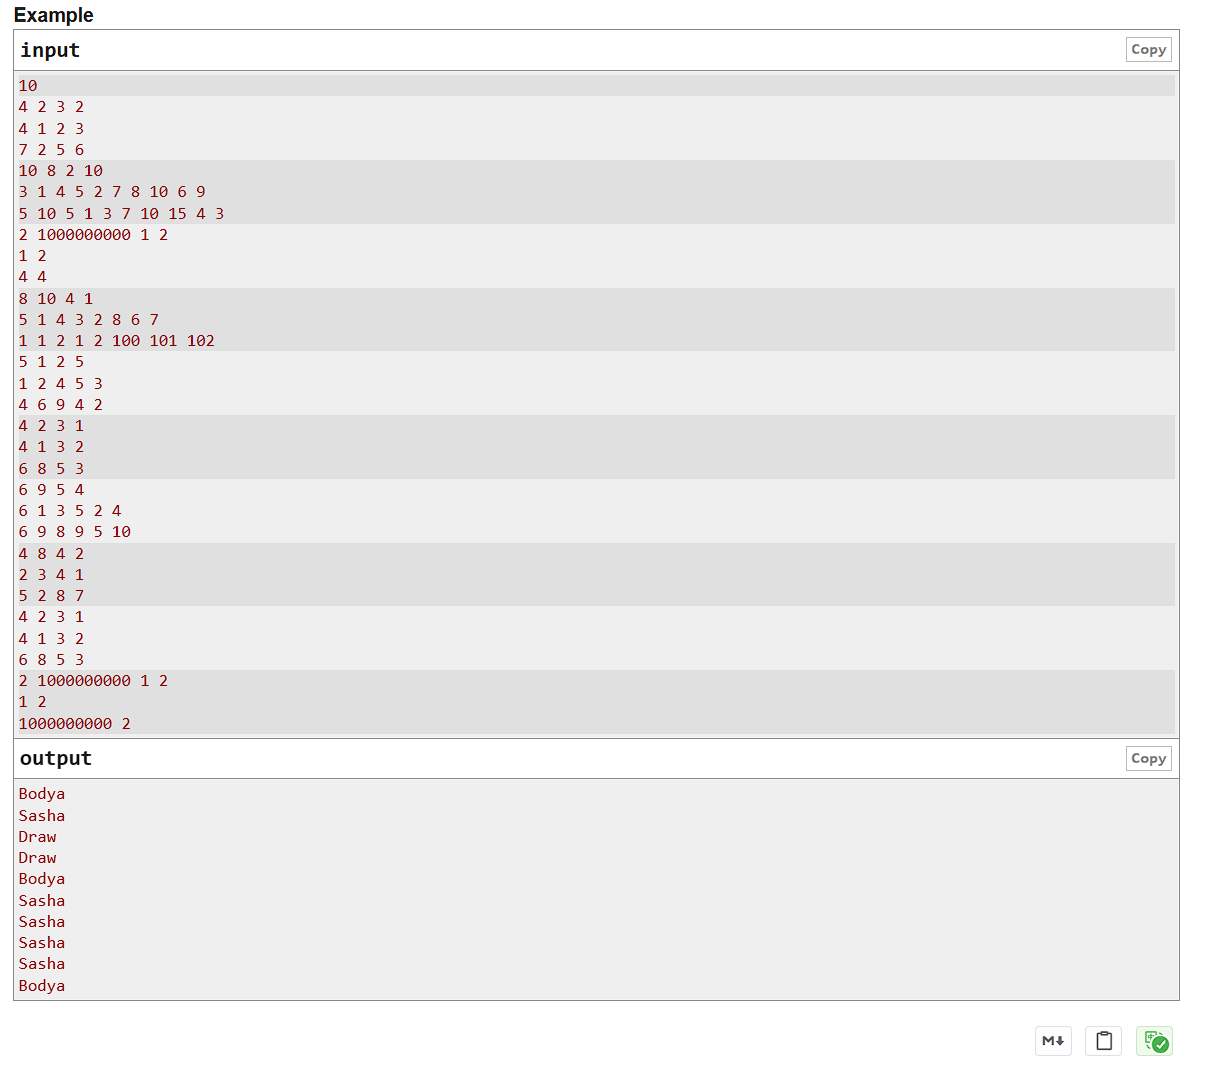 Example
input
Copy
10
4 2 3 2
4 1 2 3
7 2 5 6
10 8 2 10
3 1 4 5 2 7 8 10 6 9
5 10 5 1 3 7 10 15 4 3
2 1000000000 1 2
1 2
4 4
8 10 4 1
5 1 4 3 2 8 6 7
1 1 2 1 2 100 101 102
5 1 2 5
1 2 4 5 3
4 6 9 4 2
4 2 3 1
4 1 3 2
6 8 5 3
6 9 5 4
6 1 3 5 2 4
6 9 8 9 5 10
4 8 4 2
2 3 4 1
5 2 8 7
4 2 3 1
4 1 3 2
6 8 5 3
2 1000000000 1 2
1 2
1000000000 2
output
Copy
Bodya
Sasha
Draw
Draw
Bodya
Sasha
Sasha
Sasha
Sasha
Bodya
M↓